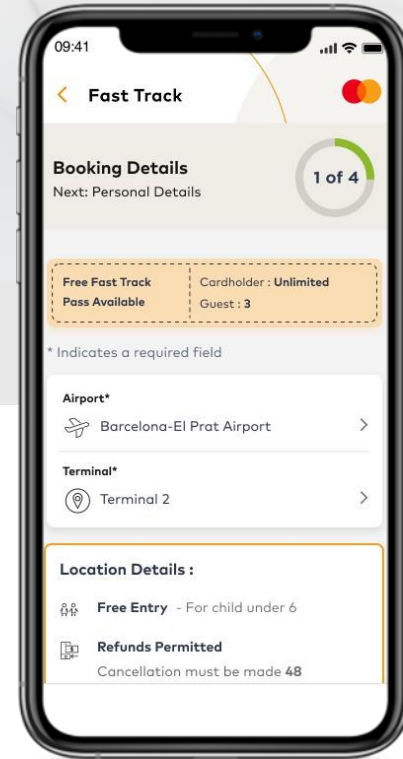 09:41
Fast Track
Booking Details
Next: Personal Details
1 of 4
Free Fast Track
Pass Available
Cardholder : Unlimited
Guest : 3
* Indicates a required field
Airport*
Barcelona-El Prat Airport
Terminal*
Terminal 2
Location Details :
Free Entry - For child under 6
Refunds Permitted
Cancellation must be made 48